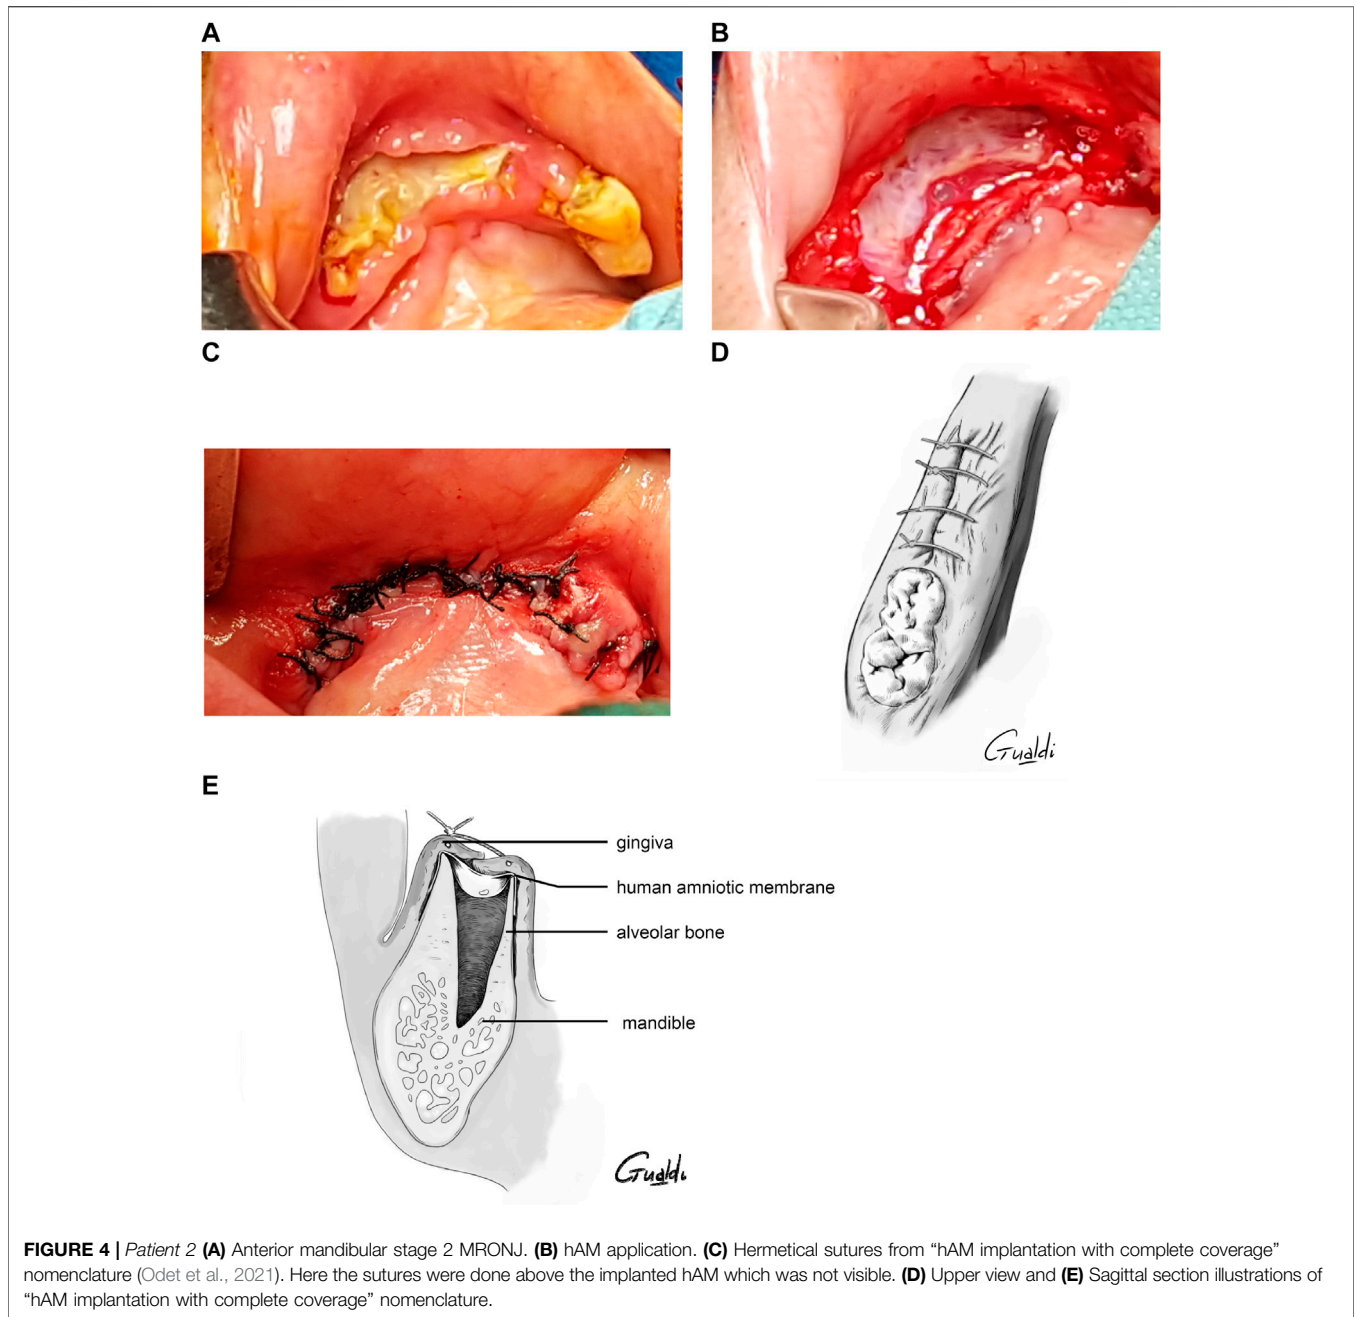 A
B
C
D
Gualdi
E
gingiva
human amniotic membrane
alveolar bone
mandible
Gualdi
FIGURE 4 | Patient 2 (A) Anterior mandibular stage 2 MRONJ. (B) hAM application. (C) Hermetical sutures from “hAM implantation with complete coverage”
nomenclature (Odet et al., 2021). Here the sutures were done above the implanted hAM which was not visible. (D) Upper view and (E) Sagittal section illustrations of
“hAM implantation with complete coverage” nomenclature.